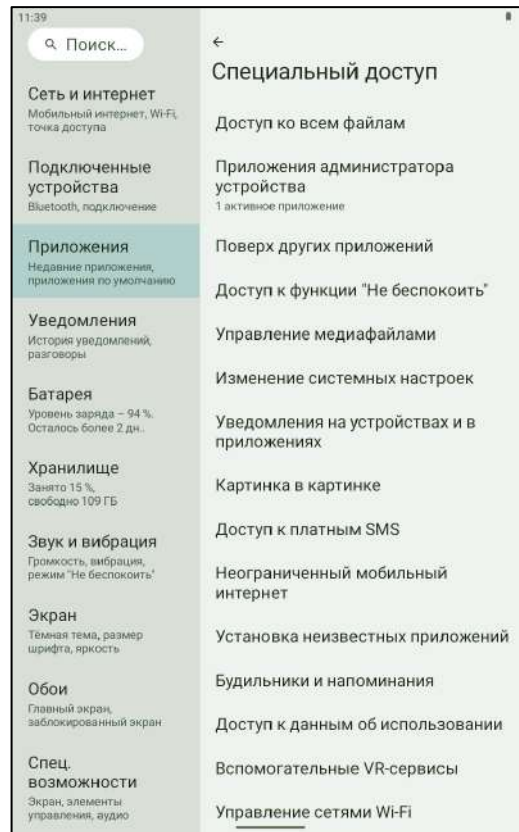 11:39
Поиск...
Сеть и интернет
Мобильный интернет, Wi-Fi,
точка доступа
Подключенные
устройства
Bluetooth, подключение
Приложения
Недавние приложения,
приложения по умолчанию
Уведомления
История уведомлений,
разговоры
Батарея
Уровень заряда – 94 %.
Осталось более 2 дн..
Хранилище
Занято 15 %,
свободно 109 ГБ
Звук и вибрация
Громкость, вибрация,
режим "Не беспокоить"
Экран
Тёмная тема, размер
шрифта, яркость
Обои
Главный экран,
заблокированный экран
Спец.
возможности
Экран, элементы
управления, аудио
Специальный доступ
Доступ ко всем файлам
Приложения администратора
устройства
1 активное приложение
Поверх других приложений
Доступ к функции "Не беспокоить"
Управление медиафайлами
Изменение системных настроек
Уведомления на устройствах и в
приложениях
Картинка в картинке
Доступ к платным SMS
Неограниченный мобильный
интернет
Установка неизвестных приложений
Будильники и напоминания
Доступ к данным об использовании
Вспомогательные VR-сервисы
Управление сетями Wi-Fi